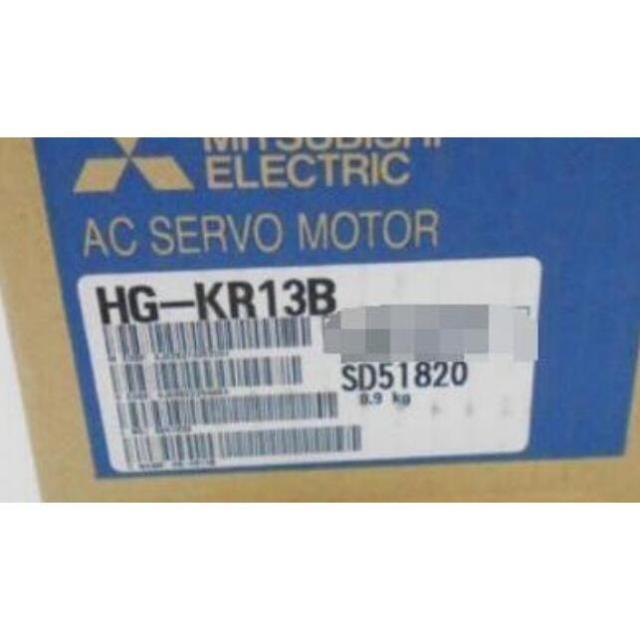 MITSUBISHI
ELECTRIC
AC SERVO MOTOR
HG-KR13B
SD51820
0.9 kg